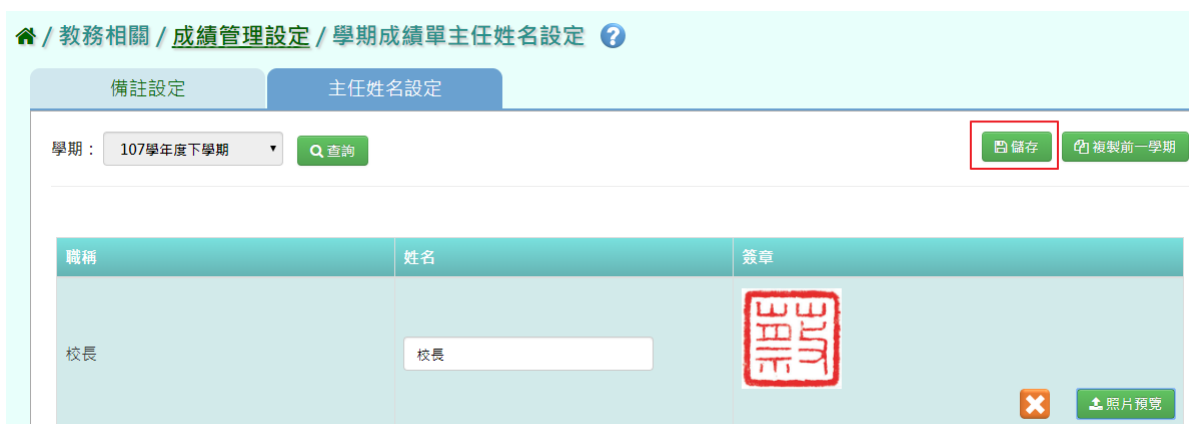 / 教務相關 / 成績管理設定 / 學期成績單主任姓名設定 ?
備註設定 主任姓名設定
學期： 107學年度下學期 查詢 儲存 複製前一學期
職稱 姓名 簽章
校長 校長
照片預覽